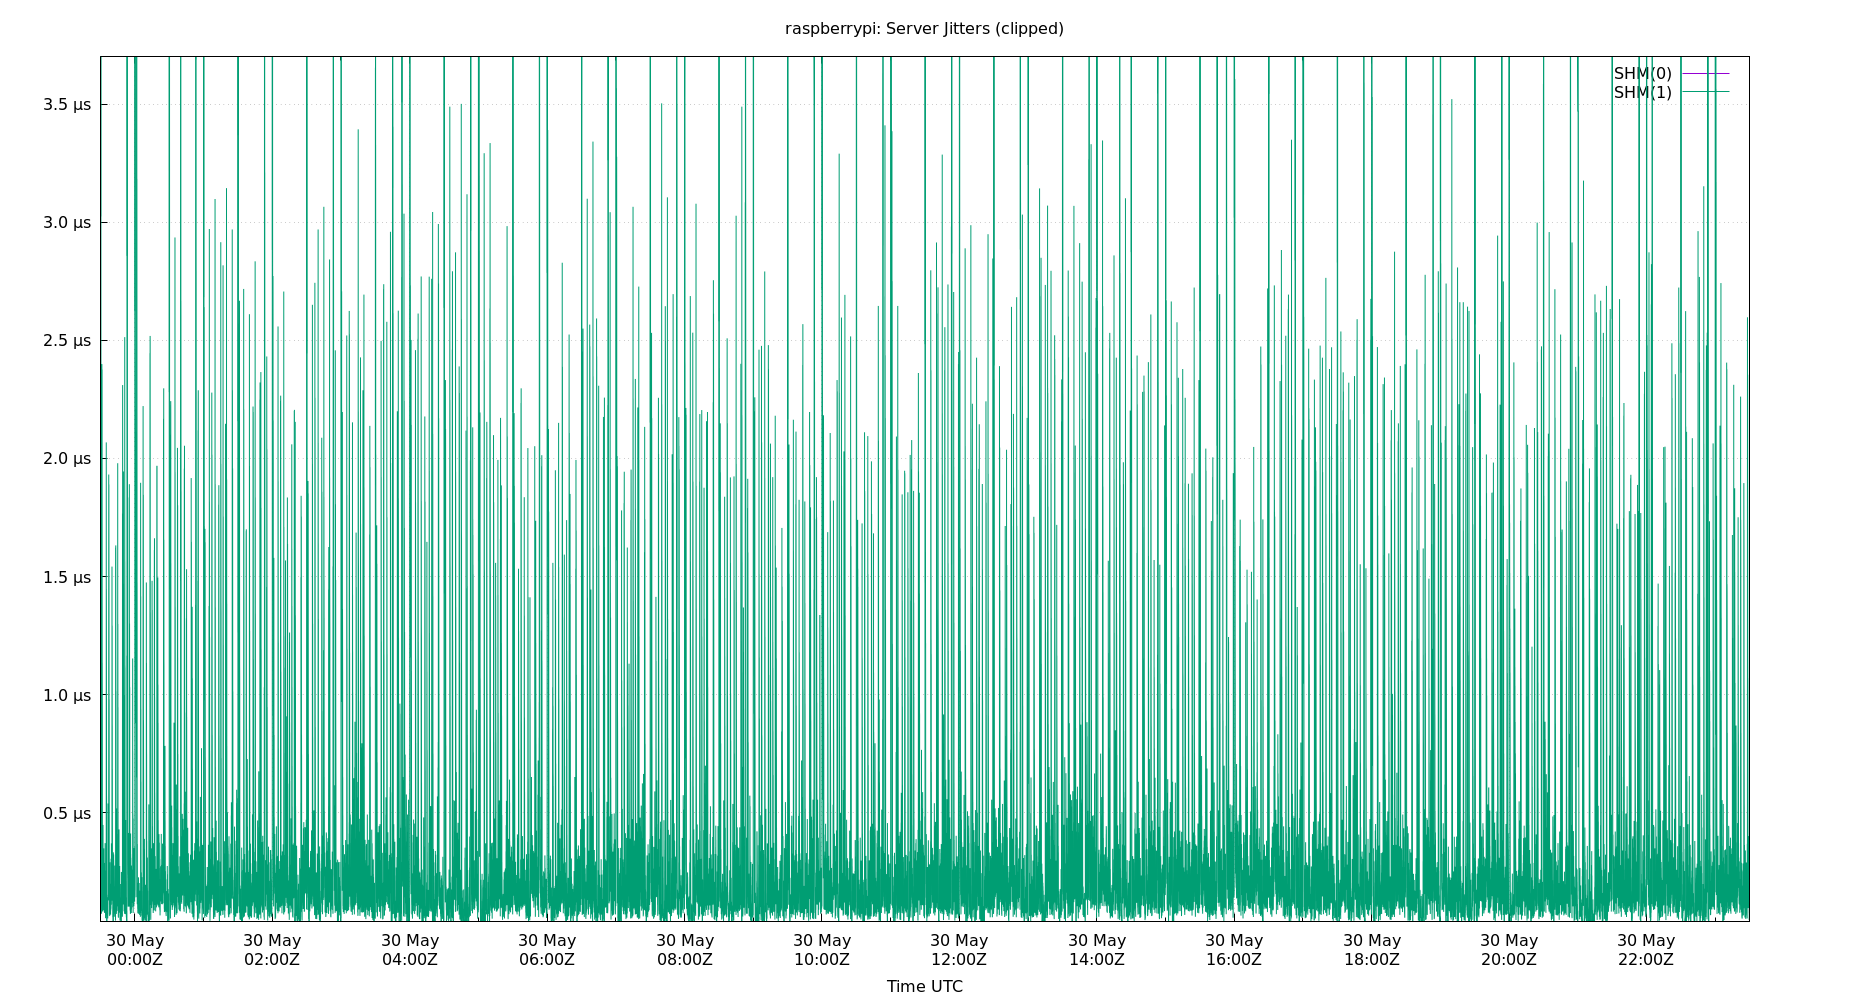 raspberrypi: Server Jitters (clipped)
SHM(0)
SHM(1)
3.5 μs
3.0 μs
2.5 μs
2.0 μs
1.5 μs
1.0 μs
0.5 μs
30 May 30 May 30 May 30 May 30 May 30 May 30 May 30 May 30 May 30 May 30 May 30 May
00:00Z 02:00Z 04:00Z 06:00Z 08:00Z 10:00Z 12:00Z 14:00Z 16:00Z 18:00Z 20:00Z 22:00Z
Time UTC